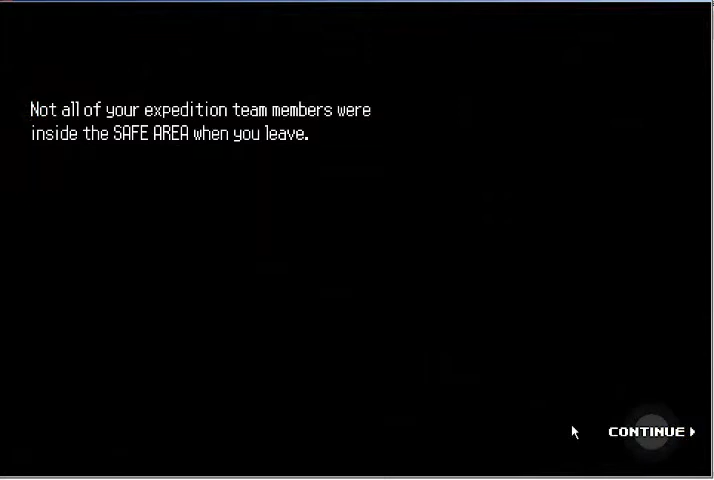 Not all of your expedition team members were
inside the SAFE AREA when you leave.
CONTINUE